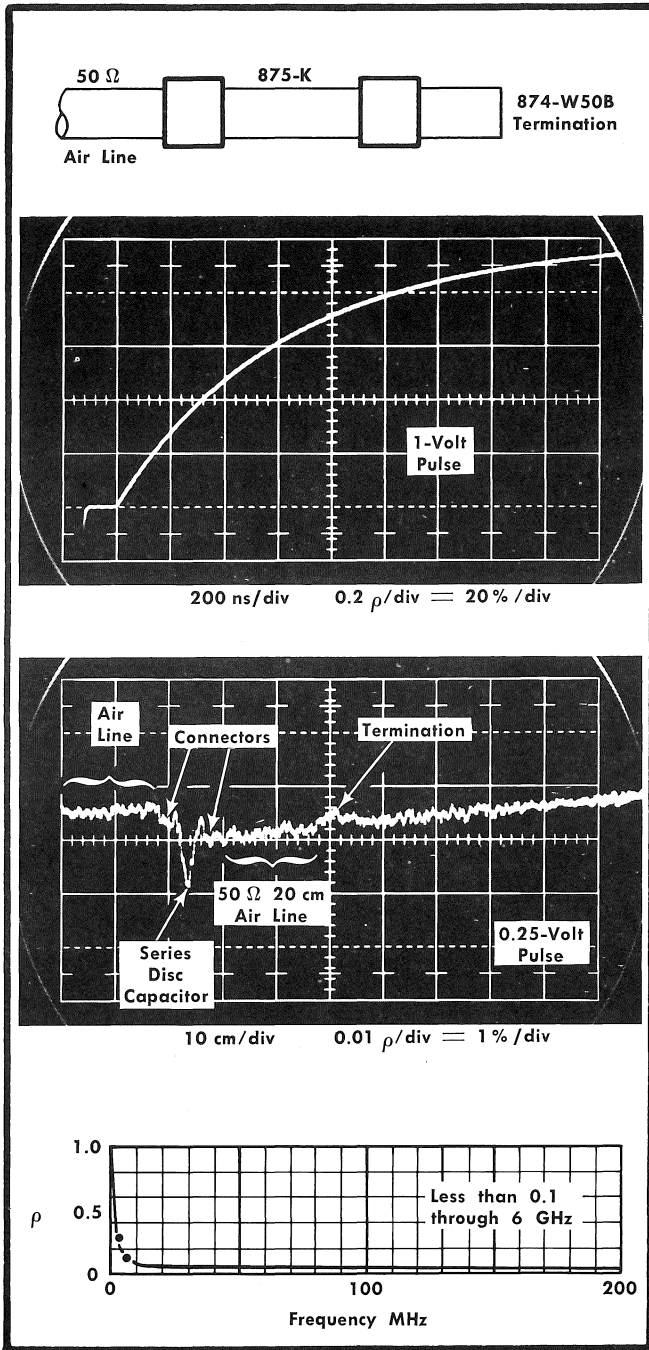 50 Ω
875-K
874-W50B
Termination
Air Line
1-Volt
Pulse
200 ns/div 0.2 ρ/div = 20%/div
Air
Line
Connectors
Termination
50 Ω 20 cm
Air Line
Series
Disc
Capacitor
0.25-Volt
Pulse
10 cm/div 0.01 ρ/div = 1%/div
1.0
ρ
0.5
0
Less than 0.1
through 6 GHz
0
100
200
Frequency MHz